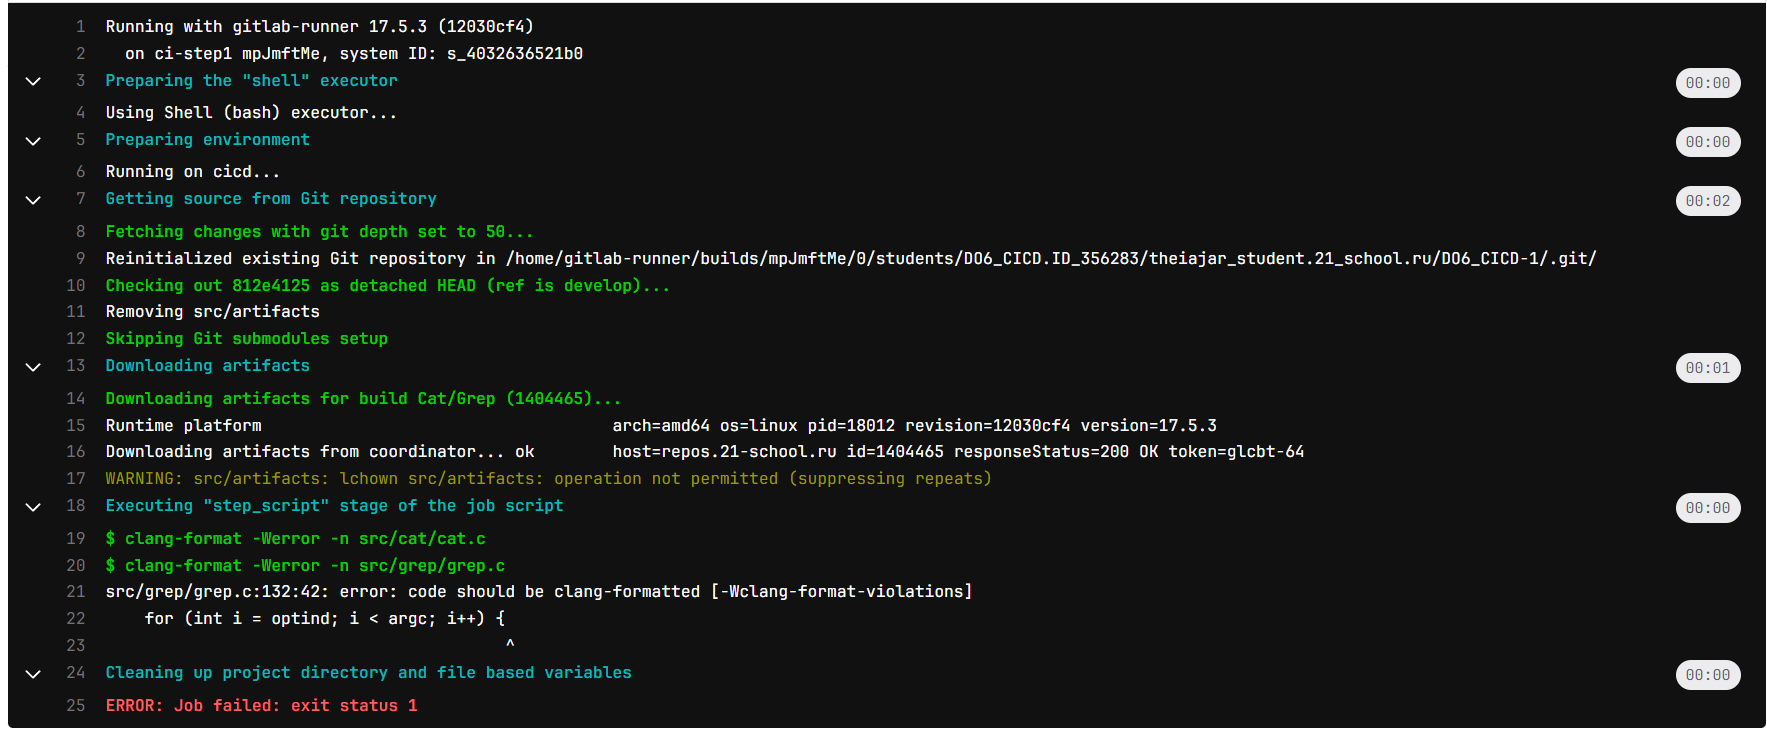 1 Running with gitlab-runner 17.5.3 (12030cf4)
2   on ci-step1 mpJmftMe, system ID: s_4032636521b0
3 Preparing the "shell" executor 00:00
4 Using Shell (bash) executor...
5 Preparing environment 00:00
6 Running on cicd...
7 Getting source from Git repository 00:02
8 Fetching changes with git depth set to 50...
9 Reinitialized existing Git repository in /home/gitlab-runner/builds/mpJmftMe/0/students/DO6_CICD.ID_356283/theiajar_student.21_school.ru/DO6_CICD-1/.git/
10 Checking out 812e4125 as detached HEAD (ref is develop)...
11 Removing src/artifacts
12 Skipping Git submodules setup
13 Downloading artifacts 00:01
14 Downloading artifacts for build Cat/Grep (1404465)...
15 Runtime platform                                    arch=amd64 os=linux pid=18012 revision=12030cf4 version=17.5.3
16 Downloading artifacts from coordinator... ok        host=repos.21-school.ru id=1404465 responseStatus=200 OK token=glcbt-64
17 WARNING: src/artifacts: lchown src/artifacts: operation not permitted (suppressing repeats)
18 Executing "step_script" stage of the job script 00:00
19 $ clang-format -Werror -n src/cat/cat.c
20 $ clang-format -Werror -n src/grep/grep.c
21 src/grep/grep.c:132:42: error: code should be clang-formatted [-Wclang-format-violations]
22     for (int i = optind; i < argc; i++) {
23                                          ^
24 Cleaning up project directory and file based variables 00:00
25 ERROR: Job failed: exit status 1